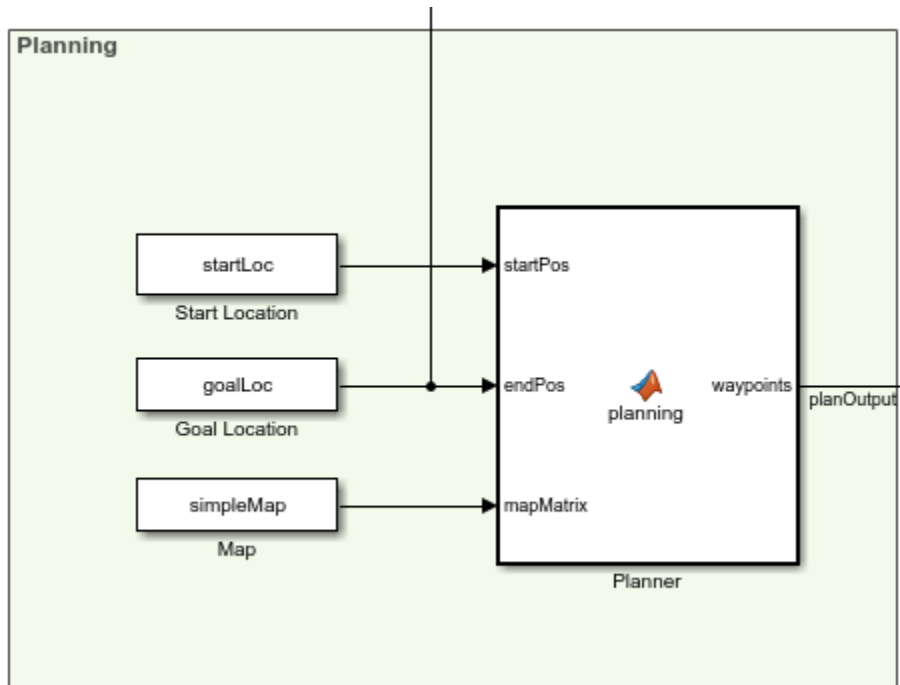 Planning
startLoc
startPos
Start Location
goalLoc
endPos
waypoints
planning
planOutput
Goal Location
simpleMap
mapMatrix
Map
Planner